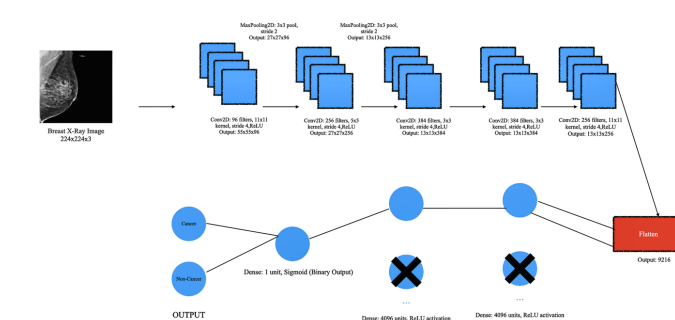 MaxPooling2D: 3x3 pool,
stride 2
Output: 27x27x96
MaxPooling2D: 3x3 pool,
stride 2
Output: 13x13x256
Breast X-Ray Image
224x224x3
Conv2D: 96 filters, 11x11
kernel, stride 4,ReLU
Output: 55x55x96
Conv2D: 256 filters, 5x5
kernel, stride 4,ReLU
Output: 27x27x256
Conv2D: 384 filters, 3x3
kernel, stride 4,ReLU
Output: 13x13x384
Conv2D: 384 filters, 3x3
kernel, stride 4,ReLU
Output: 13x13x384
Conv2D: 256 filters, 11x11
kernel, stride 4,ReLU
Output: 13x13x256
Flatten
Output: 9216
Cancer
Non-Cancer
Dense: 1 unit, Sigmoid (Binary Output)
...
...
OUTPUT
Dense: 4096 units, ReLU activation
Dense: 4096 units, ReLU activation